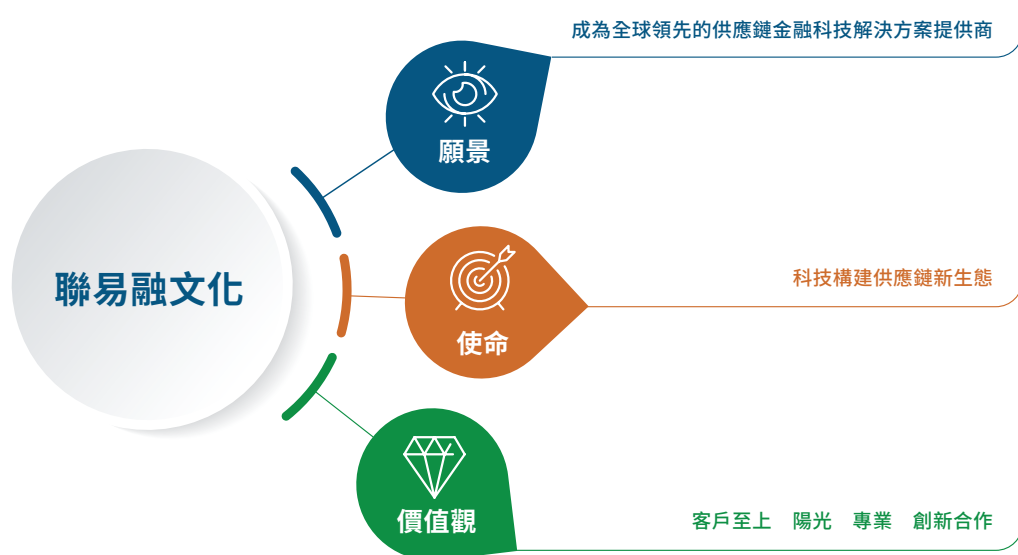 聯易融文化
願景
成為全球領先的供應鏈金融科技解決方案提供商
使命
科技構建供應鏈新生態
價值觀
客戶至上 陽光 專業 創新合作